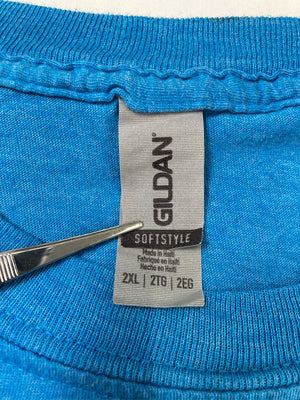 GILDAN
SOFTSTYLE
Made in Haiti
Fabriqué en Haïti
Hecho en Haití
2XL | 2TG | 2EG